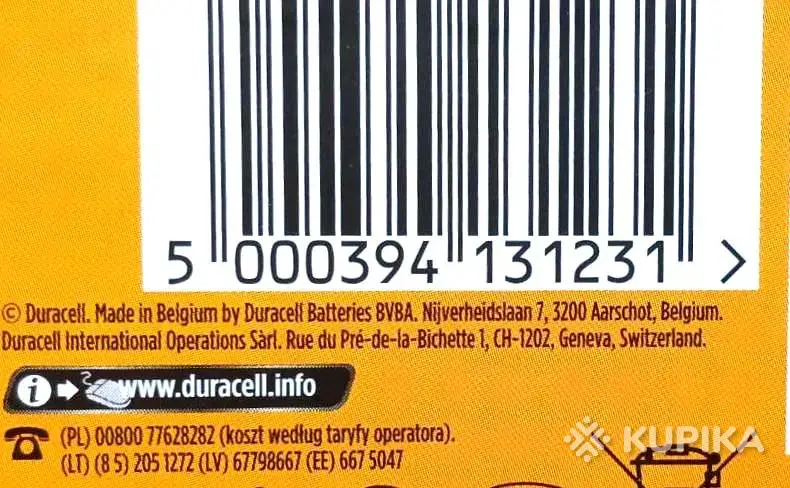 5 000394 131231 >
© Duracell. Made in Belgium by Duracell Batteries BVBA. Nijverheidslaan 7, 3200 Aarschot, Belgium.
Duracell International Operations Sàrl. Rue du Pré-de-la-Bichette 1, CH-1202, Geneva, Switzerland.
i www.duracell.info
(PL) 00800 77628282 (koszt według taryfy operatora).
(LT) (8 5) 205 1272 (LV) 67798667 (EE) 667 5047
KUPIKA